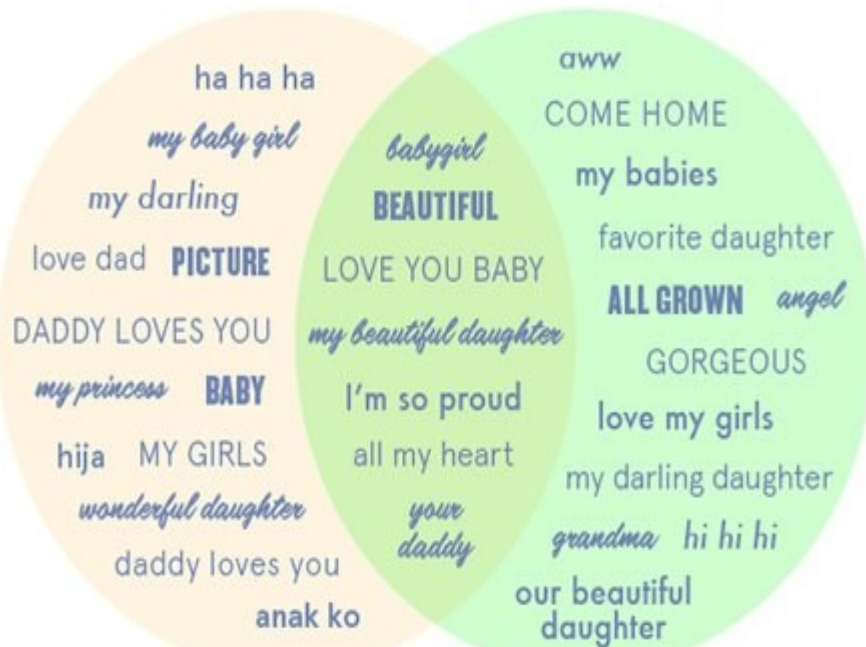 ha ha ha
my baby girl
my darling
love dad PICTURE
DADDY LOVES YOU
my princess BABY
hija MY GIRLS
wonderful daughter
daddy loves you
anak ko
babygirl
BEAUTIFUL
LOVE YOU BABY
my beautiful daughter
I'm so proud
all my heart
your
daddy
aww
COME HOME
my babies
favorite daughter
ALL GROWN angel
GORGEOUS
love my girls
my darling daughter
grandma hi hi hi
our beautiful
daughter